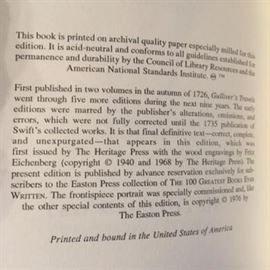 This book is printed on archival quality paper especially milled for this
edition. It is acid-neutral and conforms to all guidelines established for
permanence and durability by the Council of Library Resources and the
American National Standards Institute. ♾™
First published in two volumes in the autumn of 1726, Gulliver's Travels
went through five more editions during the next nine years. The early
editions were marred by the publisher's alterations, omissions, and
errors, which were not fully corrected until the 1735 publication of
Swift's collected works. It is that final definitive text—correct, complete,
and unexpurgated—that appears in this edition, which was
first issued by The Heritage Press with the wood engravings by Fritz
Eichenberg (copyright © 1940 and 1968 by The Heritage Press). The
present edition is published by advance reservation exclusively for sub-
scribers to the Easton Press collection of THE 100 GREATEST BOOKS EVER
WRITTEN. The frontispiece portrait was specially commissioned and, like
the other special contents of this edition, is copyright © 1976 by
The Easton Press.
Printed and bound in the United States of America